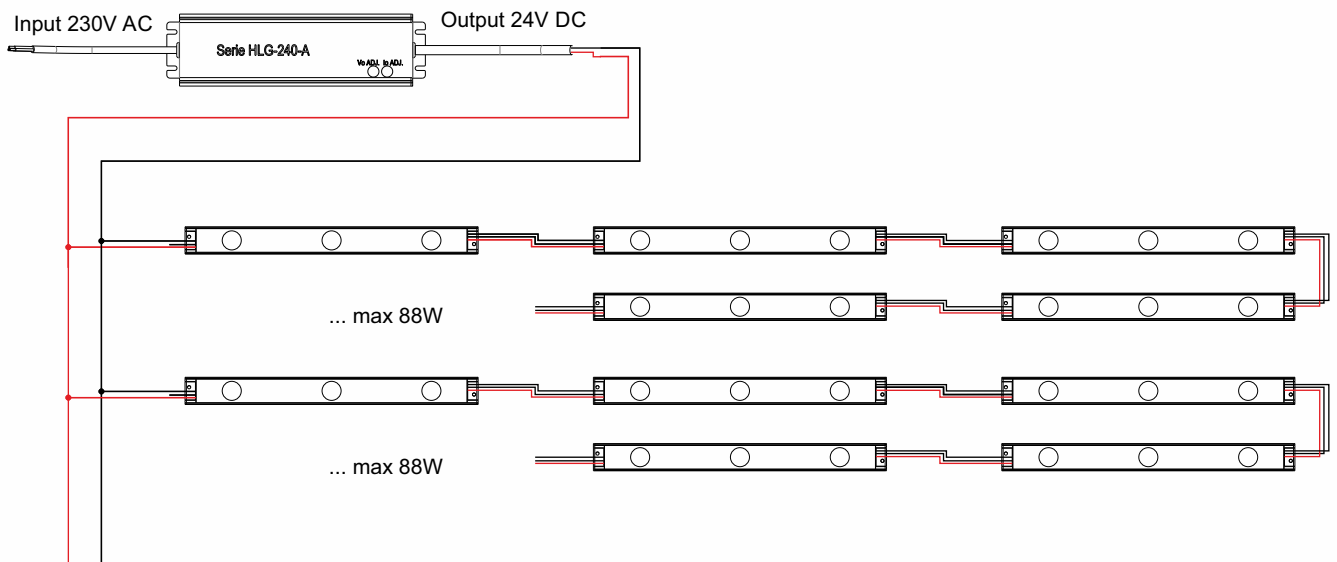 Input 230V AC
Output 24V DC
Serie HLG-240-A
Vo ADJ. Io ADJ.
... max 88W
... max 88W